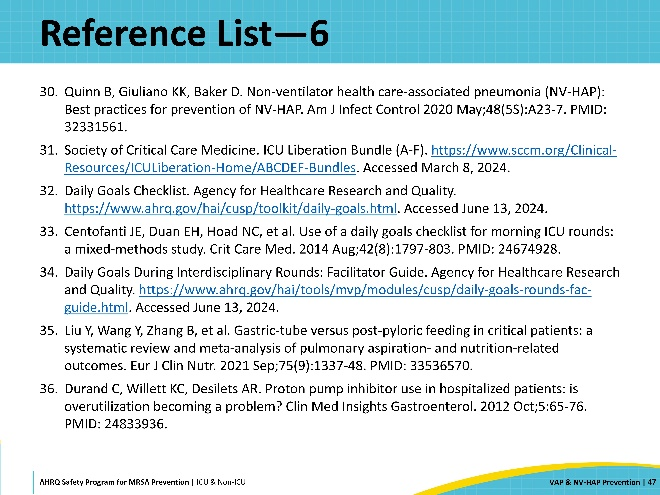 Reference List—6
30. Quinn B, Giuliano KK, Baker D. Non-ventilator health care-associated pneumonia (NV-HAP):
Best practices for prevention of NV-HAP. Am J Infect Control 2020 May;48(5S):A23-7. PMID:
32331561.
31. Society of Critical Care Medicine. ICU Liberation Bundle (A-F). https://www.sccm.org/Clinical-
Resources/ICULiberation-Home/ABCDEF-Bundles. Accessed March 8, 2024.
32. Daily Goals Checklist. Agency for Healthcare Research and Quality.
https://www.ahrq.gov/hai/cusp/toolkit/daily-goals.html. Accessed June 13, 2024.
33. Centofanti JE, Duan EH, Hoad NC, et al. Use of a daily goals checklist for morning ICU rounds:
a mixed-methods study. Crit Care Med. 2014 Aug;42(8):1797-803. PMID: 24674928.
34. Daily Goals During Interdisciplinary Rounds: Facilitator Guide. Agency for Healthcare Research
and Quality. https://www.ahrq.gov/hai/tools/mvp/modules/cusp/daily-goals-rounds-fac-
guide.html. Accessed June 13, 2024.
35. Liu Y, Wang Y, Zhang B, et al. Gastric-tube versus post-pyloric feeding in critical patients: a
systematic review and meta-analysis of pulmonary aspiration- and nutrition-related
outcomes. Eur J Clin Nutr. 2021 Sep;75(9):1337-48. PMID: 33536570.
36. Durand C, Willett KC, Desilets AR. Proton pump inhibitor use in hospitalized patients: is
overutilization becoming a problem? Clin Med Insights Gastroenterol. 2012 Oct;5:65-76.
PMID: 24833936.
AHRQ Safety Program for MRSA Prevention | ICU & Non-ICU
VAP & NV-HAP Prevention | 47